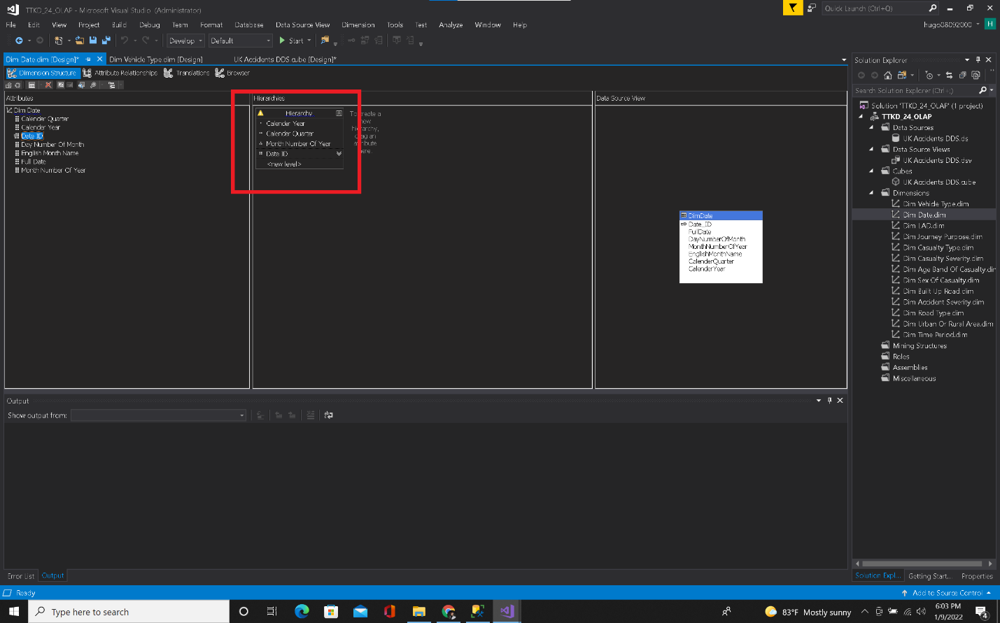 TTKD_24_OLAP - Microsoft Visual Studio (Administrator)
Quick Launch (Ctrl+Q)
File Edit View Project Build Debug Team Format Database Data Source View Dimension Tools Test Analyze Window Help
hugo08092000
H
Develop
Default
Start
Dim Date.dim [Design]*
Dim Vehicle Type.dim [Design]
UK Accidents DDS.cube [Design]*
Dimension Structure
Attribute Relationships
Translations
Browser
Attributes
Dim Date
Calender Quarter
Calender Year
Date ID
Day Number Of Month
English Month Name
Full Date
Month Number Of Year
Hierarchies
Hierarchy
Calender Year
Calender Quarter
Month Number Of Year
Date ID
<new level>
To create a
new
hierarchy,
drag an
attribute
here.
Data Source View
DimDate
Date_ID
FullDate
DayNumberOfMonth
MonthNumberOfYear
EnglishMonthName
CalenderQuarter
CalenderYear
Solution Explorer
Search Solution Explorer (Ctrl+;)
Solution 'TTKD_24_OLAP' (1 project)
TTKD_24_OLAP
Data Sources
UK Accidents DDS.ds
Data Source Views
UK Accidents DDS.dsv
Cubes
UK Accidents DDS.cube
Dimensions
Dim Vehicle Type.dim
Dim Date.dim
Dim LAD.dim
Dim Journey Purpose.dim
Dim Casualty Type.dim
Dim Casualty Severity.dim
Dim Age Band Of Casualty.dim
Dim Sex Of Casualty.dim
Dim Built Up Road.dim
Dim Accident Severity.dim
Dim Road Type.dim
Dim Urban Or Rural Area.dim
Dim Time Period.dim
Mining Structures
Roles
Assemblies
Miscellaneous
Output
Show output from:
Error List
Output
Solution Expl...
Getting Start...
Properties
Ready
Add to Source Control
Type here to search
83°F Mostly sunny
6:03 PM
1/9/2022
4